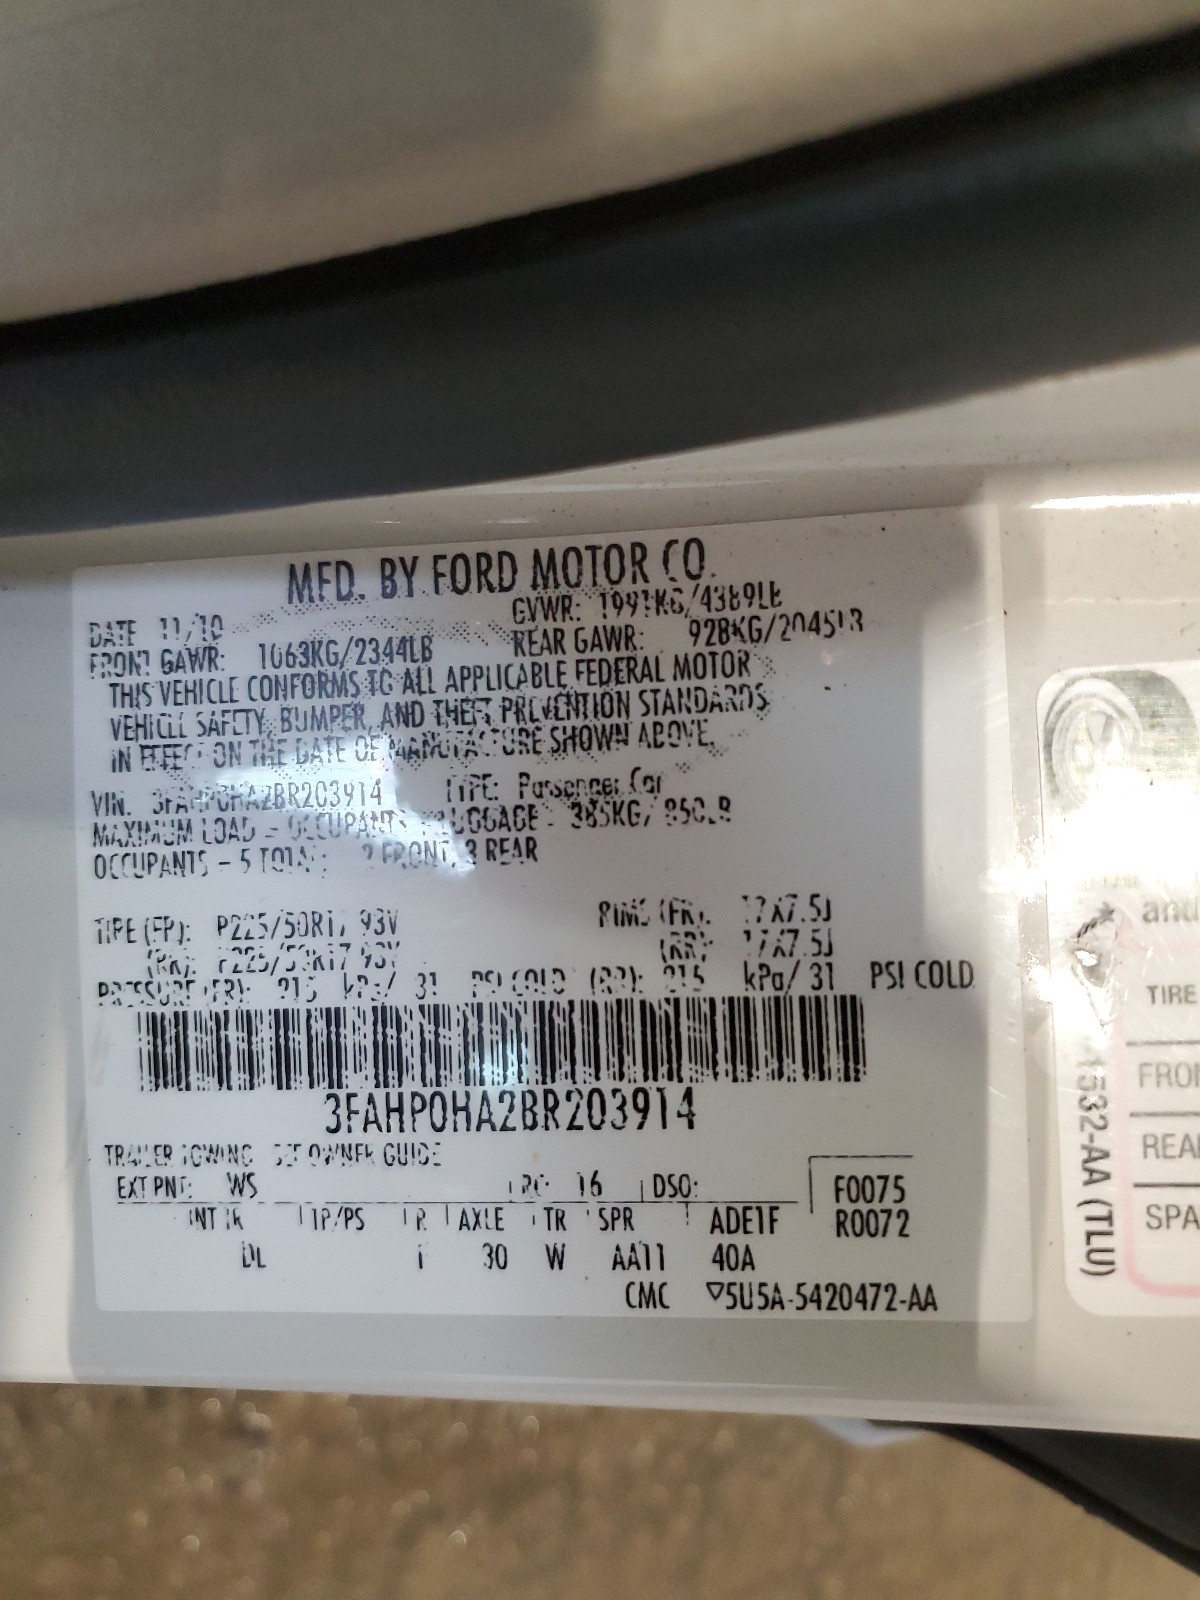 MFD. BY FORD MOTOR CO.
DATE 11/10 GVWR: 1991KG/4389LB
FRONT GAWR: 1063KG/2344LB REAR GAWR: 928KG/2045LB
THIS VEHICLE CONFORMS TO ALL APPLICABLE FEDERAL MOTOR
VEHICLE SAFETY, BUMPER, AND THEFT PREVENTION STANDARDS
IN EFFECT ON THE DATE OF MANUFACTURE SHOWN ABOVE.
VIN: 3FAHP0HA2BR203914 TYPE: Passenger Car
MAXIMUM LOAD = OCCUPANTS + LUGGAGE = 385KG/ 850LB
OCCUPANTS - 5 TOTAL: 2 FRONT, 3 REAR
TIRE (FR): P225/50R17 93V RIMS (FR): 17X7.5J
(RR): P225/50R17 93V (RR): 17X7.5J
PRESSURE (FR): 215 kPa/ 31 PSI COLD (RR): 215 kPa/ 31 PSI COLD
3FAHP0HA2BR203914
TRAILER TOWING SEE OWNER GUIDE
EXT PNT: WS RC: 16 DSO: F0075
INT TR TP/PS R AXLE TR SPR ADETF R0072
DL 30 W AA11 40A
CMC ▽5U5A-5420472-AA
and
TIRE
FRON
REAR
SPA
1532-AA (TLU)